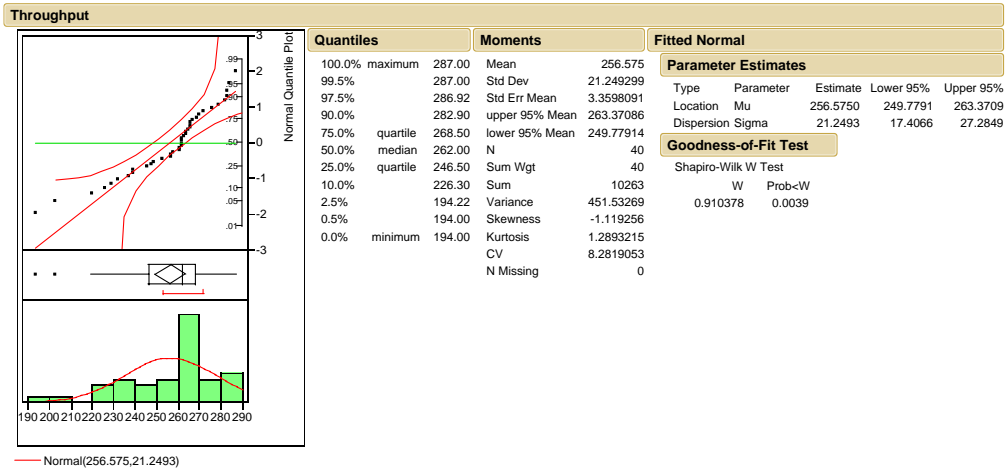 Throughput
3
2
1
0
-1
-2
-3
.99
.95
.90
.75
.50
.25
.10
.05
.01
Normal Quantile Plot
190 200 210 220 230 240 250 260 270 280 290
Normal(256.575,21.2493)
Quantiles
100.0% maximum 287.00
99.5% 287.00
97.5% 286.92
90.0% 282.90
75.0% quartile 268.50
50.0% median 262.00
25.0% quartile 246.50
10.0% 226.30
2.5% 194.22
0.5% 194.00
0.0% minimum 194.00
Moments
Mean 256.575
Std Dev 21.249299
Std Err Mean 3.3598091
upper 95% Mean 263.37086
lower 95% Mean 249.77914
N 40
Sum Wgt 40
Sum 10263
Variance 451.53269
Skewness -1.119256
Kurtosis 1.2893215
CV 8.2819053
N Missing 0
Fitted Normal
Parameter Estimates
Type Parameter Estimate Lower 95% Upper 95%
Location Mu 256.5750 249.7791 263.3709
Dispersion Sigma 21.2493 17.4066 27.2849
Goodness-of-Fit Test
Shapiro-Wilk W Test
W Prob<W
0.910378 0.0039